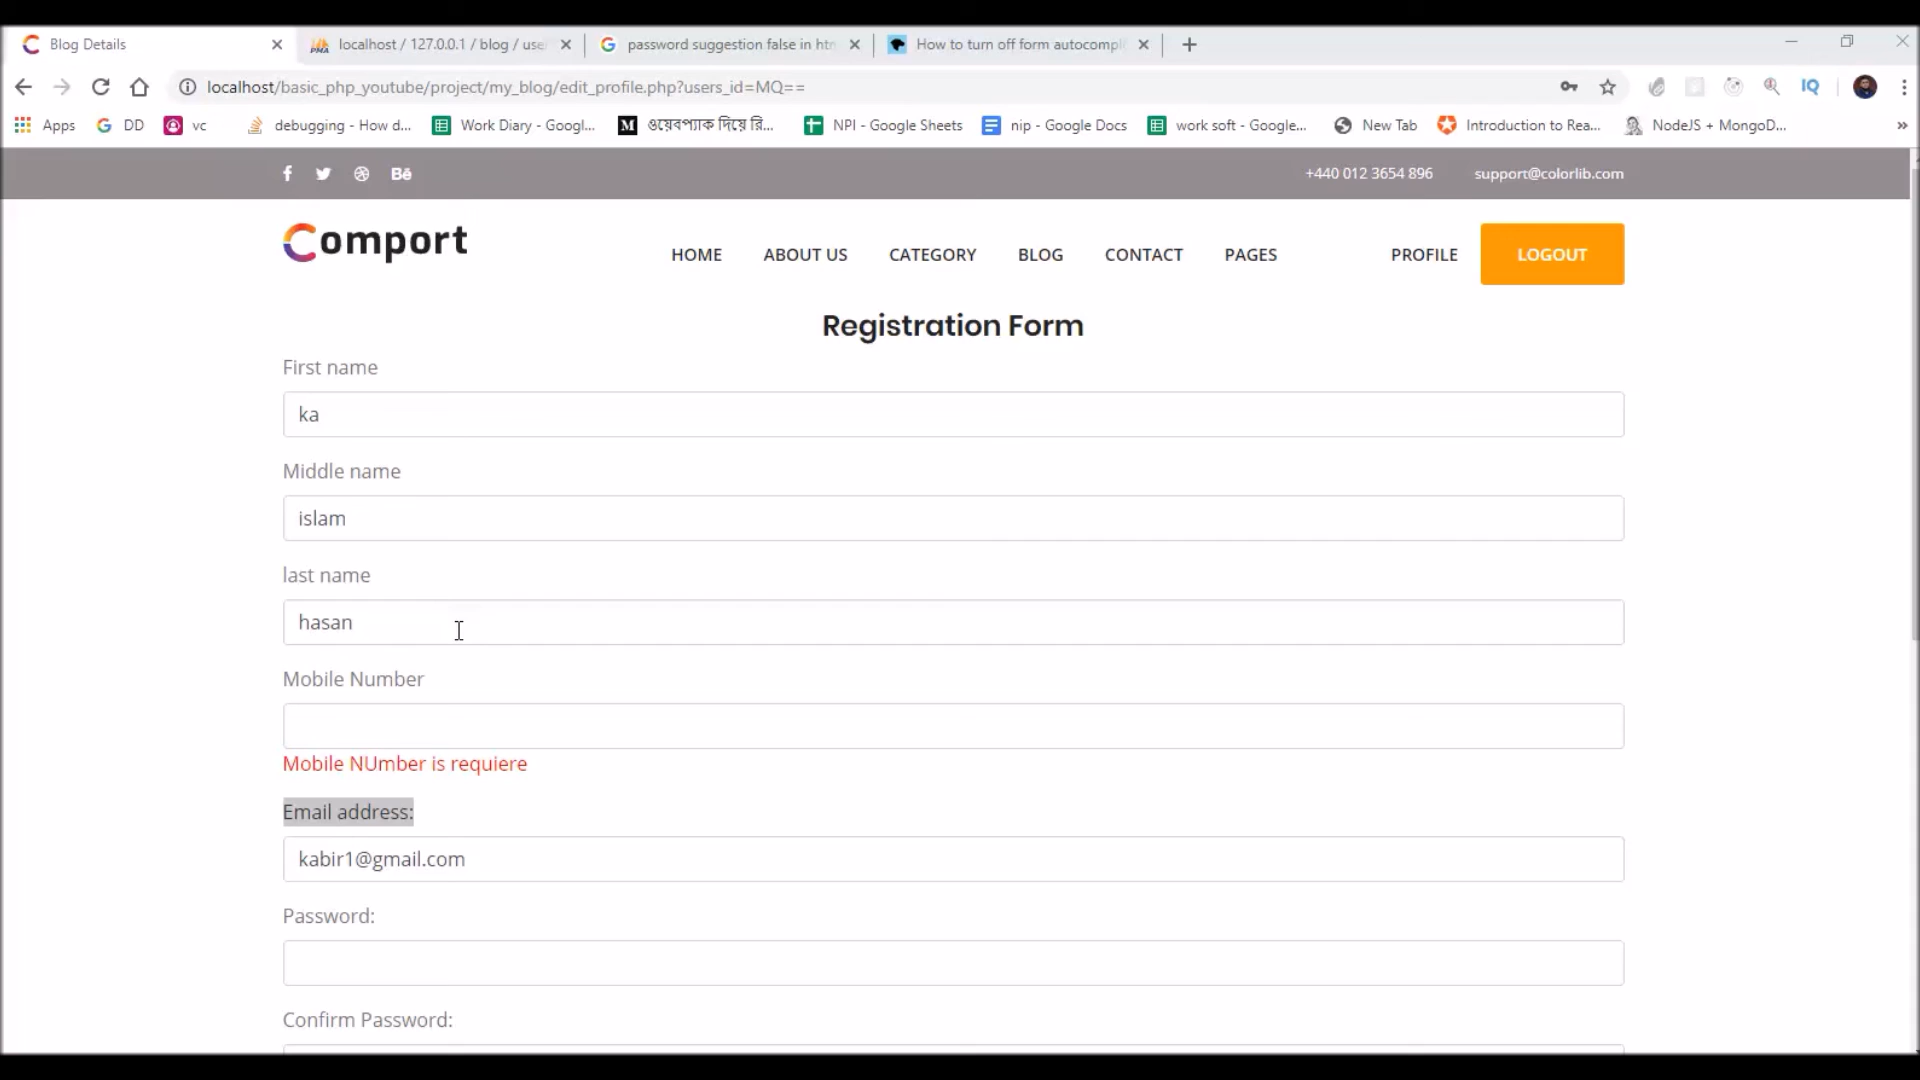 Blog Details
localhost / 127.0.0.1 / blog / use
password suggestion false in htm
How to turn off form autocompl
localhost/basic_php_youtube/project/my_blog/edit_profile.php?users_id=MQ==
IQ
Apps
DD
vc
debugging - How d...
Work Diary - Googl...
ওয়েবপ্যাক দিয়ে রি...
NPI - Google Sheets
nip - Google Docs
work soft - Google...
New Tab
Introduction to Rea...
NodeJS + MongoD...
»
+440 012 3654 896
support@colorlib.com
Comport
HOME
ABOUT US
CATEGORY
BLOG
CONTACT
PAGES
PROFILE
LOGOUT
Registration Form
First name
ka
Middle name
islam
last name
hasan
Mobile Number
Mobile NUmber is requiere
Email address:
kabir1@gmail.com
Password:
Confirm Password: